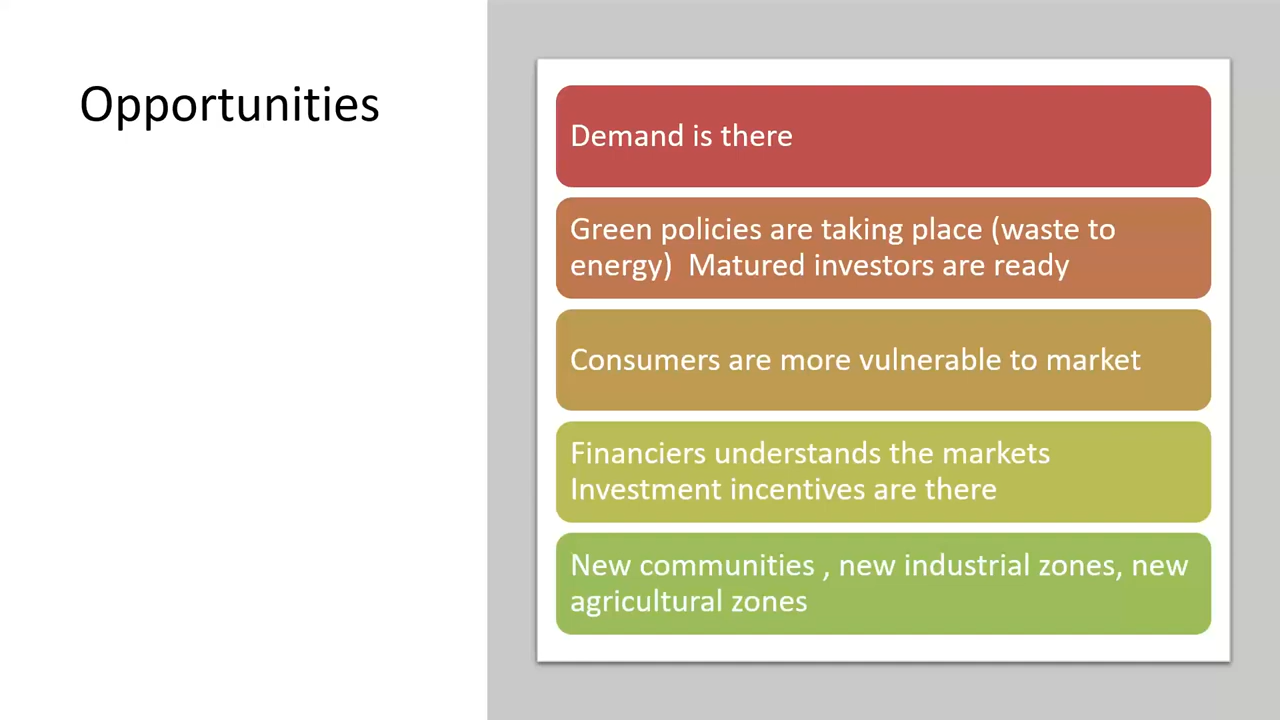 Opportunities
Demand is there
Green policies are taking place (waste to
energy)  Matured investors are ready
Consumers are more vulnerable to market
Financiers understands the markets
Investment incentives are there
New communities , new industrial zones, new
agricultural zones